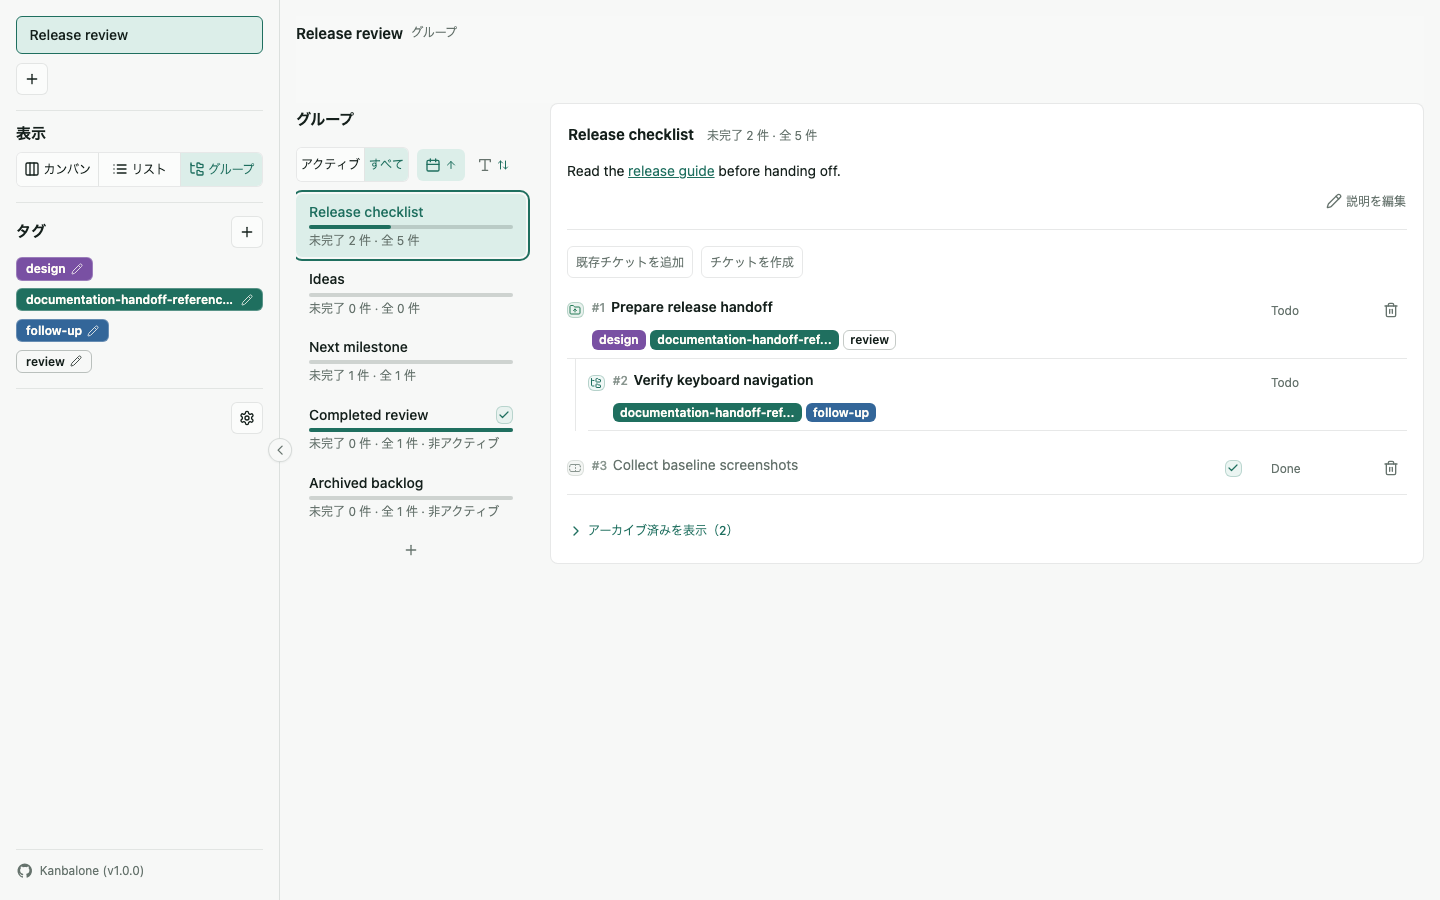 Release review
表示
カンバン
リスト
グループ
タグ
design
documentation-handoff-referenc...
follow-up
review
Kanbalone (v1.0.0)
Release review グループ
グループ
アクティブ すべて
Release checklist
未完了 2 件 · 全 5 件
Ideas
未完了 0 件 · 全 0 件
Next milestone
未完了 1 件 · 全 1 件
Completed review
未完了 0 件 · 全 1 件 · 非アクティブ
Archived backlog
未完了 0 件 · 全 1 件 · 非アクティブ
Release checklist 未完了 2 件 · 全 5 件
Read the release guide before handing off.
説明を編集
既存チケットを追加 チケットを作成
#1 Prepare release handoff Todo
design documentation-handoff-ref... review
#2 Verify keyboard navigation Todo
documentation-handoff-ref... follow-up
#3 Collect baseline screenshots Done
アーカイブ済みを表示（2）